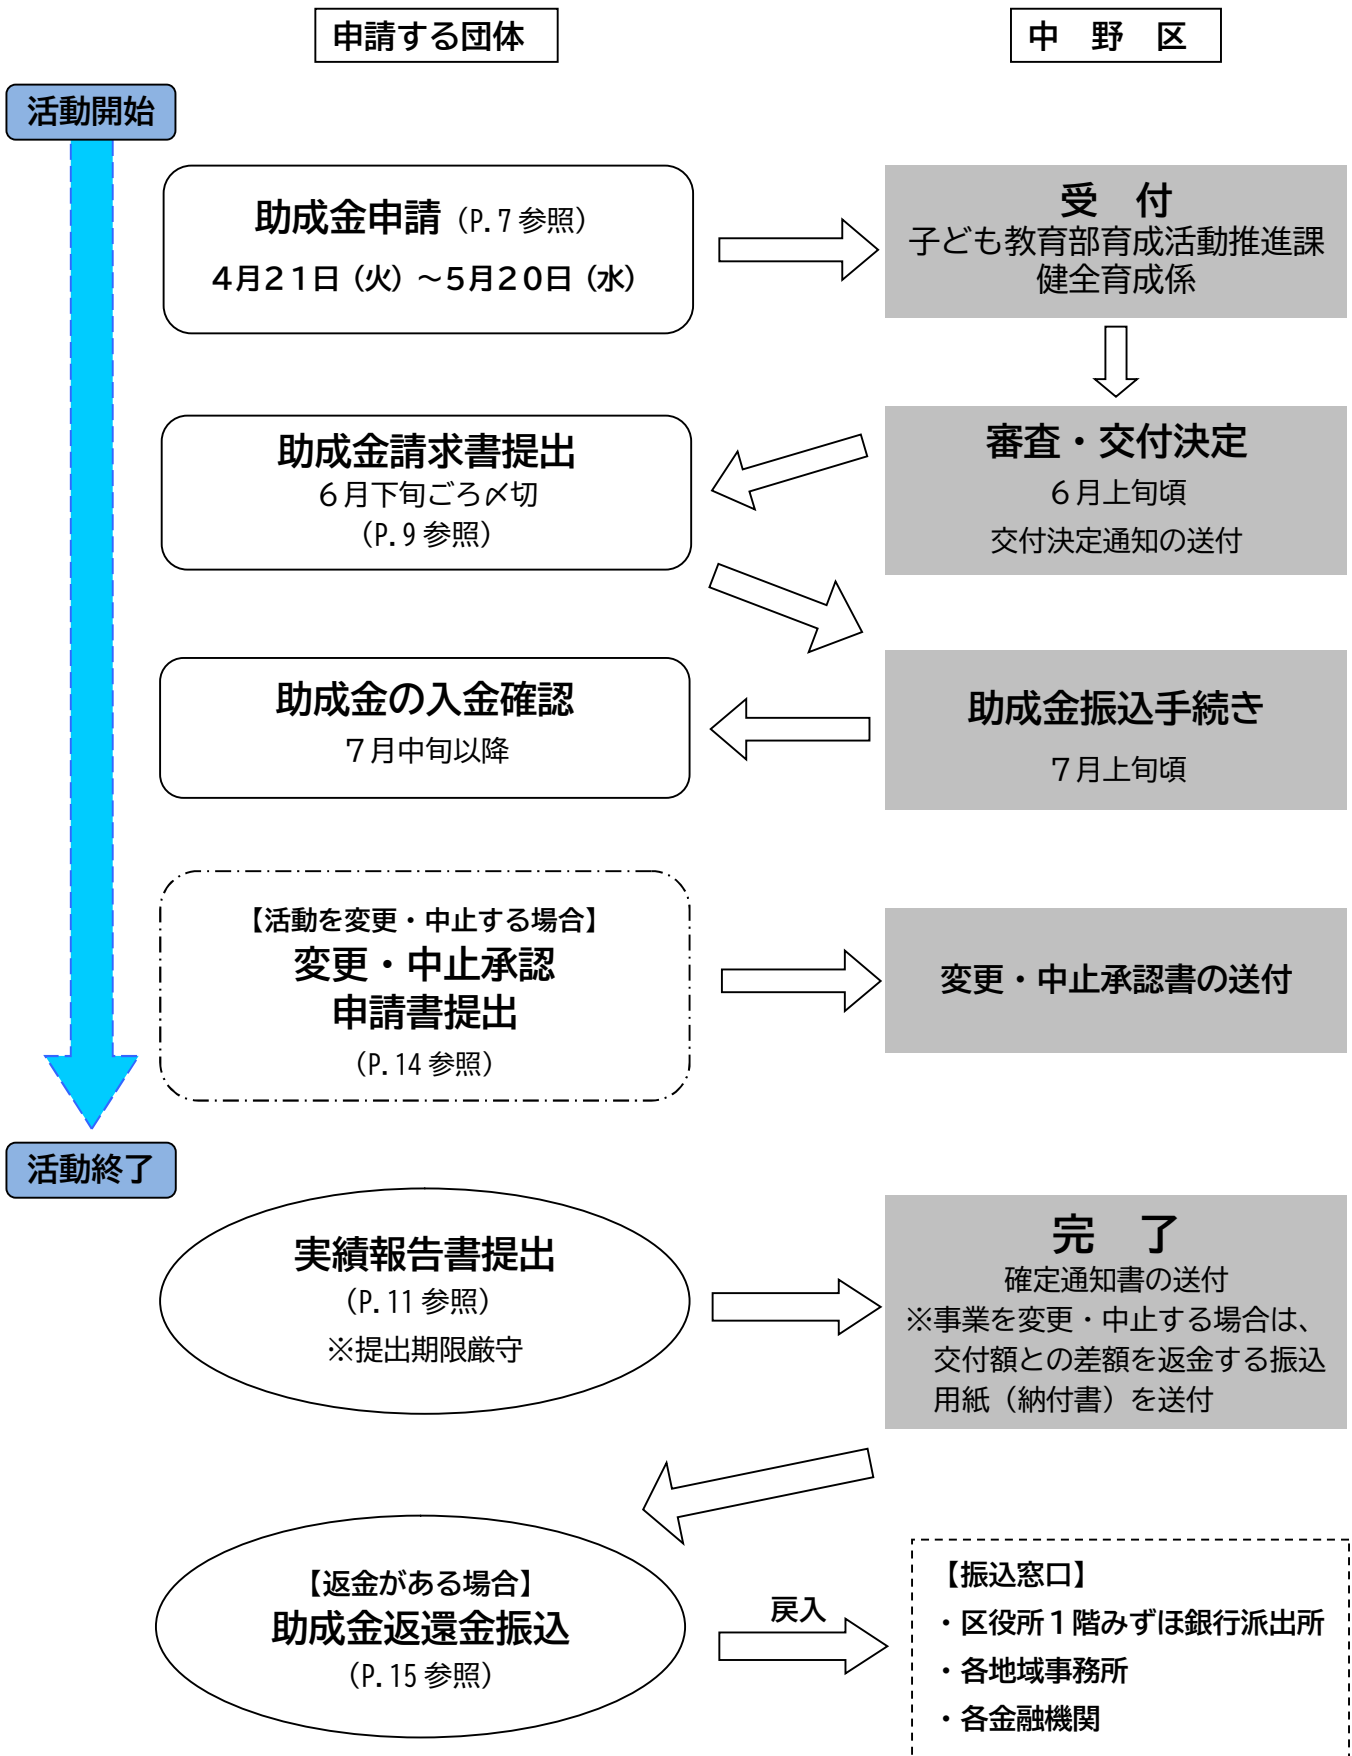 申請する団体
中　野　区
活動開始
助成金申請（P.7 参照）
４月２１日（火）～５月２０日（水）
受　付
子ども教育部育成活動推進課
健全育成係
助成金請求書提出
６月下旬ごろ〆切
（P.9 参照）
審査・交付決定
６月上旬頃
交付決定通知の送付
助成金の入金確認
７月中旬以降
助成金振込手続き
７月上旬頃
【活動を変更・中止する場合】
変更・中止承認
申請書提出
（P.14 参照）
変更・中止承認書の送付
活動終了
実績報告書提出
（P.11 参照）
※提出期限厳守
完　了
確定通知書の送付
※事業を変更・中止する場合は、
交付額との差額を返金する振込
用紙（納付書）を送付
【返金がある場合】
助成金返還金振込
（P.15 参照）
戻入
【振込窓口】
・区役所１階みずほ銀行派出所
・各地域事務所
・各金融機関